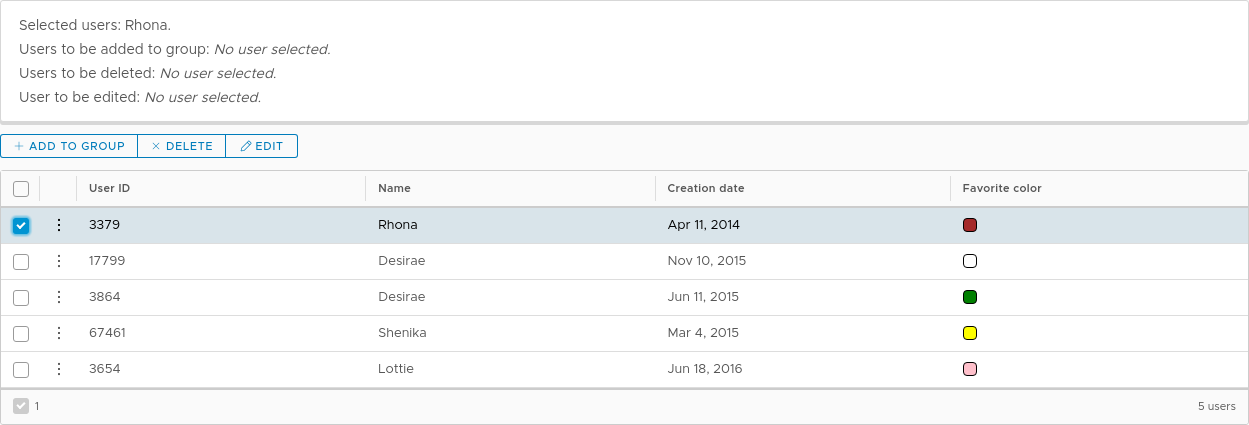 Selected users: Rhona.
Users to be added to group: No user selected.
Users to be deleted: No user selected.
User to be edited: No user selected.
ADD TO GROUP DELETE EDIT
User ID Name Creation date Favorite color
3379 Rhona Apr 11, 2014
17799 Desirae Nov 10, 2015
3864 Desirae Jun 11, 2015
67461 Shenika Mar 4, 2015
3654 Lottie Jun 18, 2016
1 5 users